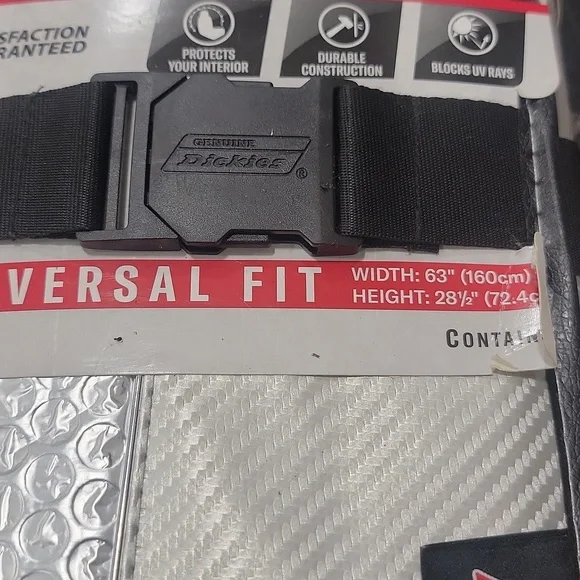 SFACTION
RANTEED
PROTECTS
YOUR INTERIOR
DURABLE
CONSTRUCTION
BLOCKS UV RAYS
GENUINE
Dickies
®
VERSAL FIT
WIDTH: 63" (160cm)
HEIGHT: 28½" (72.4c
CONTAIN